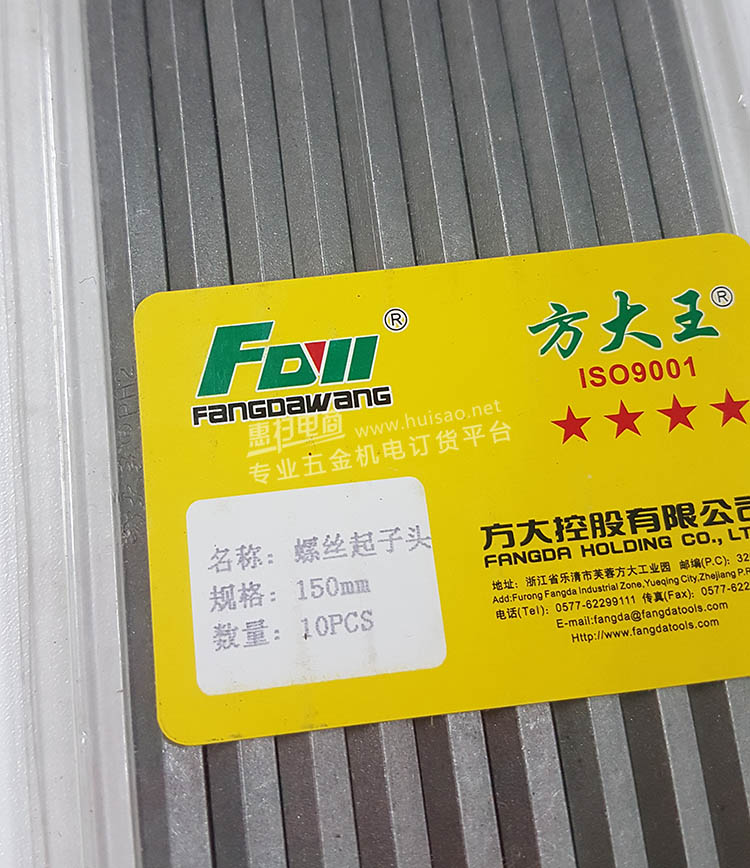 FDW ®
FANGDAWANG
方大王®
ISO9001
惠扫电商 www.huisao.net
专业五金机电订货平台
名称: 螺丝起子头
规格: 150mm
数量: 10PCS
方大控股有限公司
FANGDA HOLDING CO., LT
地址: 浙江省乐清市芙蓉方大工业园 邮编(P.C): 32
Add:Furong Fangda Industrial Zone,Yueqing City,Zhejiang P.R
电话(Tel): 0577-62299111 传真(Fax): 0577-622
E-mail:fangda@fangdatools.com
Http://www.fangdatools.com
PH2